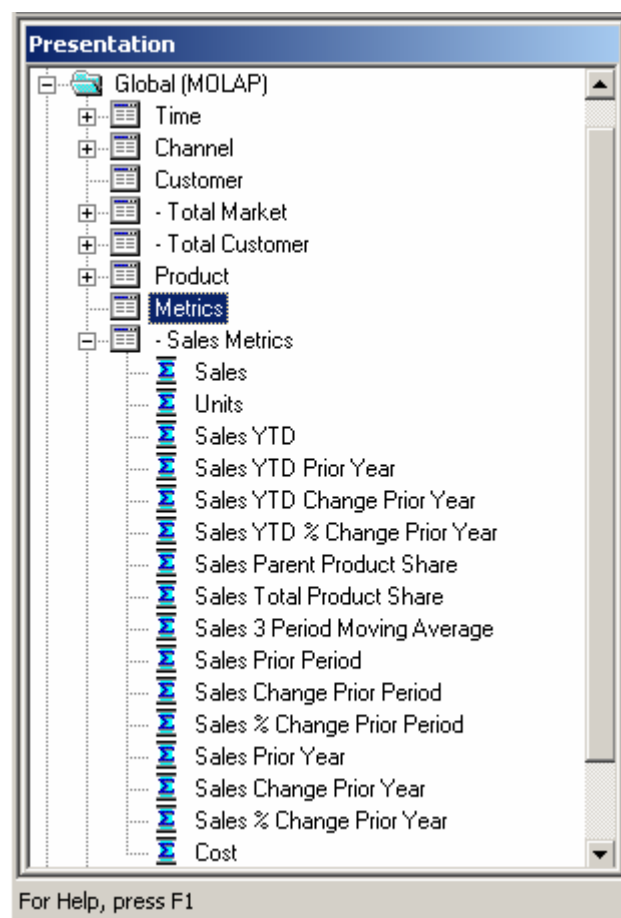 Presentation
Global (MOLAP)
Time
Channel
Customer
- Total Market
- Total Customer
Product
Metrics
- Sales Metrics
Sales
Units
Sales YTD
Sales YTD Prior Year
Sales YTD Change Prior Year
Sales YTD % Change Prior Year
Sales Parent Product Share
Sales Total Product Share
Sales 3 Period Moving Average
Sales Prior Period
Sales Change Prior Period
Sales % Change Prior Period
Sales Prior Year
Sales Change Prior Year
Sales % Change Prior Year
Cost
For Help, press F1